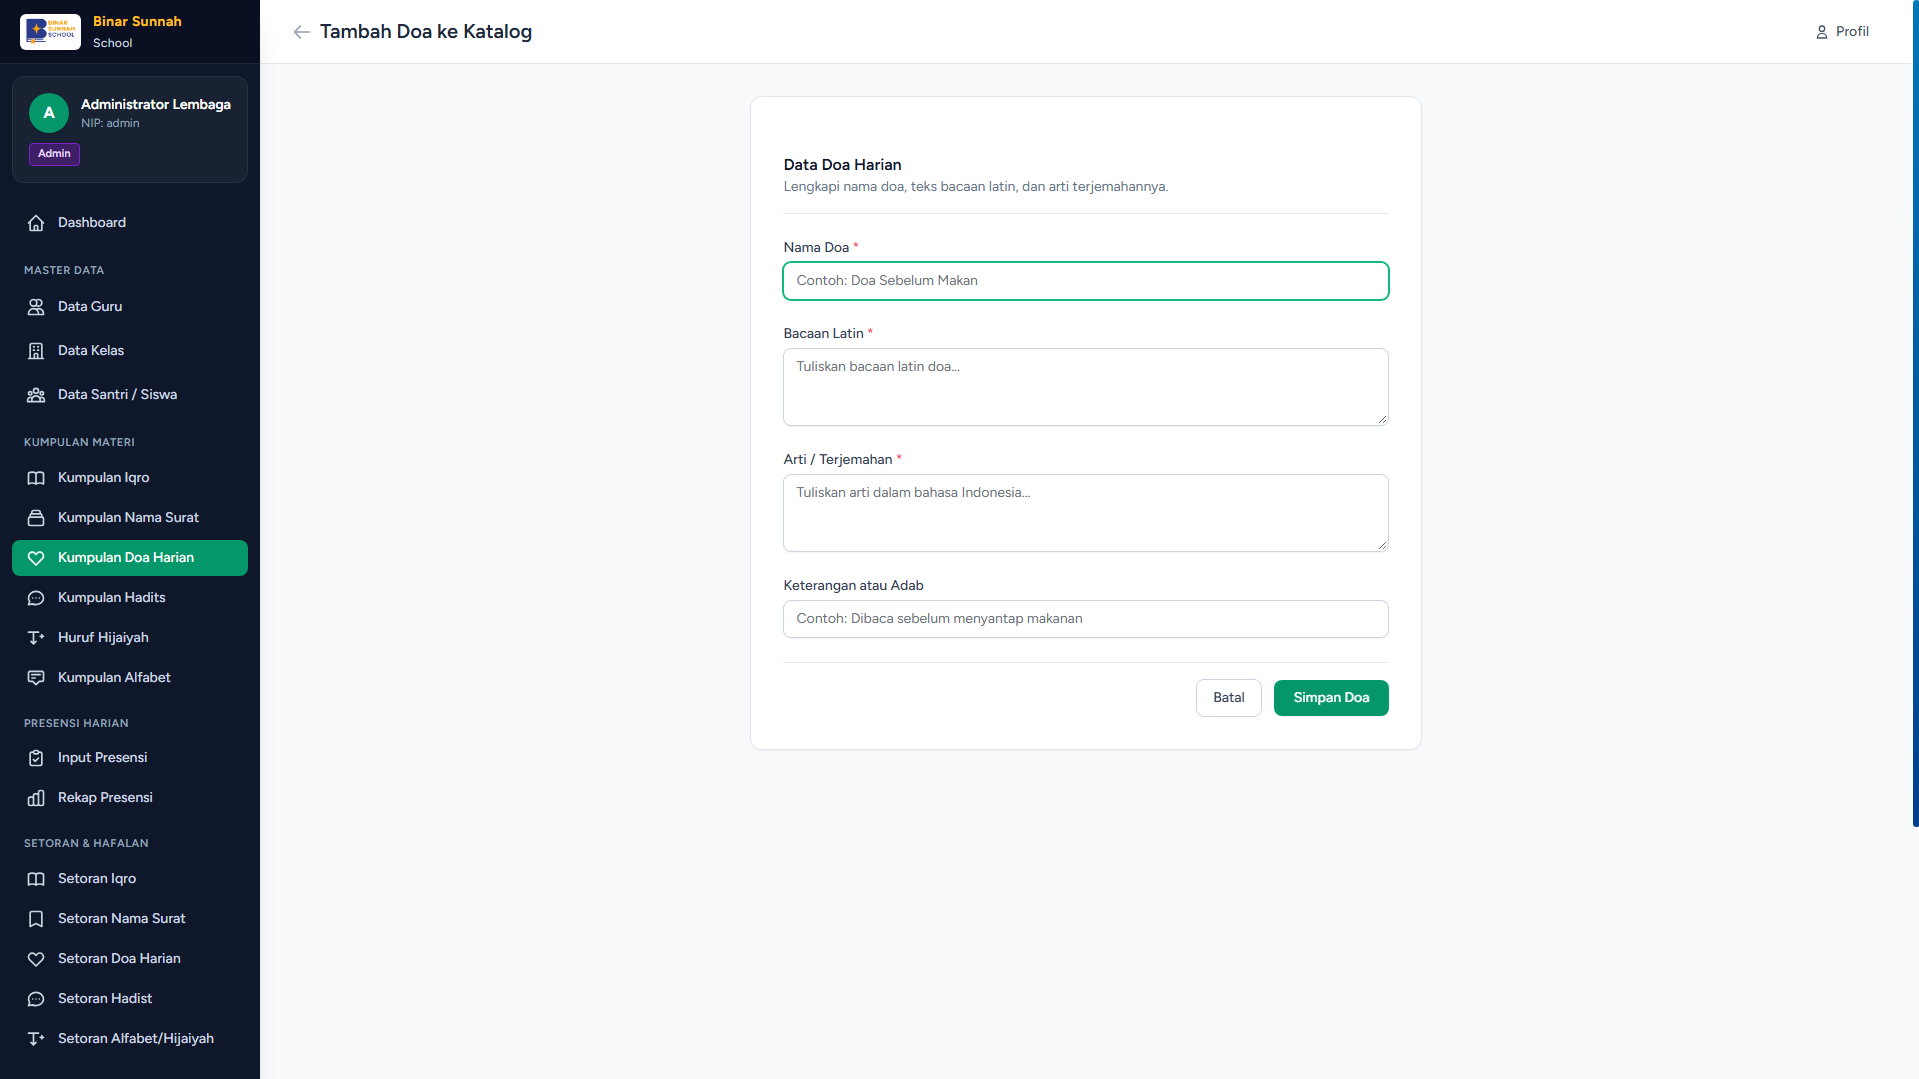 BINAR
SUNNAH
SCHOOL
Binar Sunnah
School
A
Administrator Lembaga
NIP: admin
Admin
Dashboard
MASTER DATA
Data Guru
Data Kelas
Data Santri / Siswa
KUMPULAN MATERI
Kumpulan Iqro
Kumpulan Nama Surat
Kumpulan Doa Harian
Kumpulan Hadits
Huruf Hijaiyah
Kumpulan Alfabet
PRESENSI HARIAN
Input Presensi
Rekap Presensi
SETORAN & HAFALAN
Setoran Iqro
Setoran Nama Surat
Setoran Doa Harian
Setoran Hadist
Setoran Alfabet/Hijaiyah
Tambah Doa ke Katalog
Profil
Data Doa Harian
Lengkapi nama doa, teks bacaan latin, dan arti terjemahannya.
Nama Doa *
Contoh: Doa Sebelum Makan
Bacaan Latin *
Tuliskan bacaan latin doa...
Arti / Terjemahan *
Tuliskan arti dalam bahasa Indonesia...
Keterangan atau Adab
Contoh: Dibaca sebelum menyantap makanan
Batal
Simpan Doa